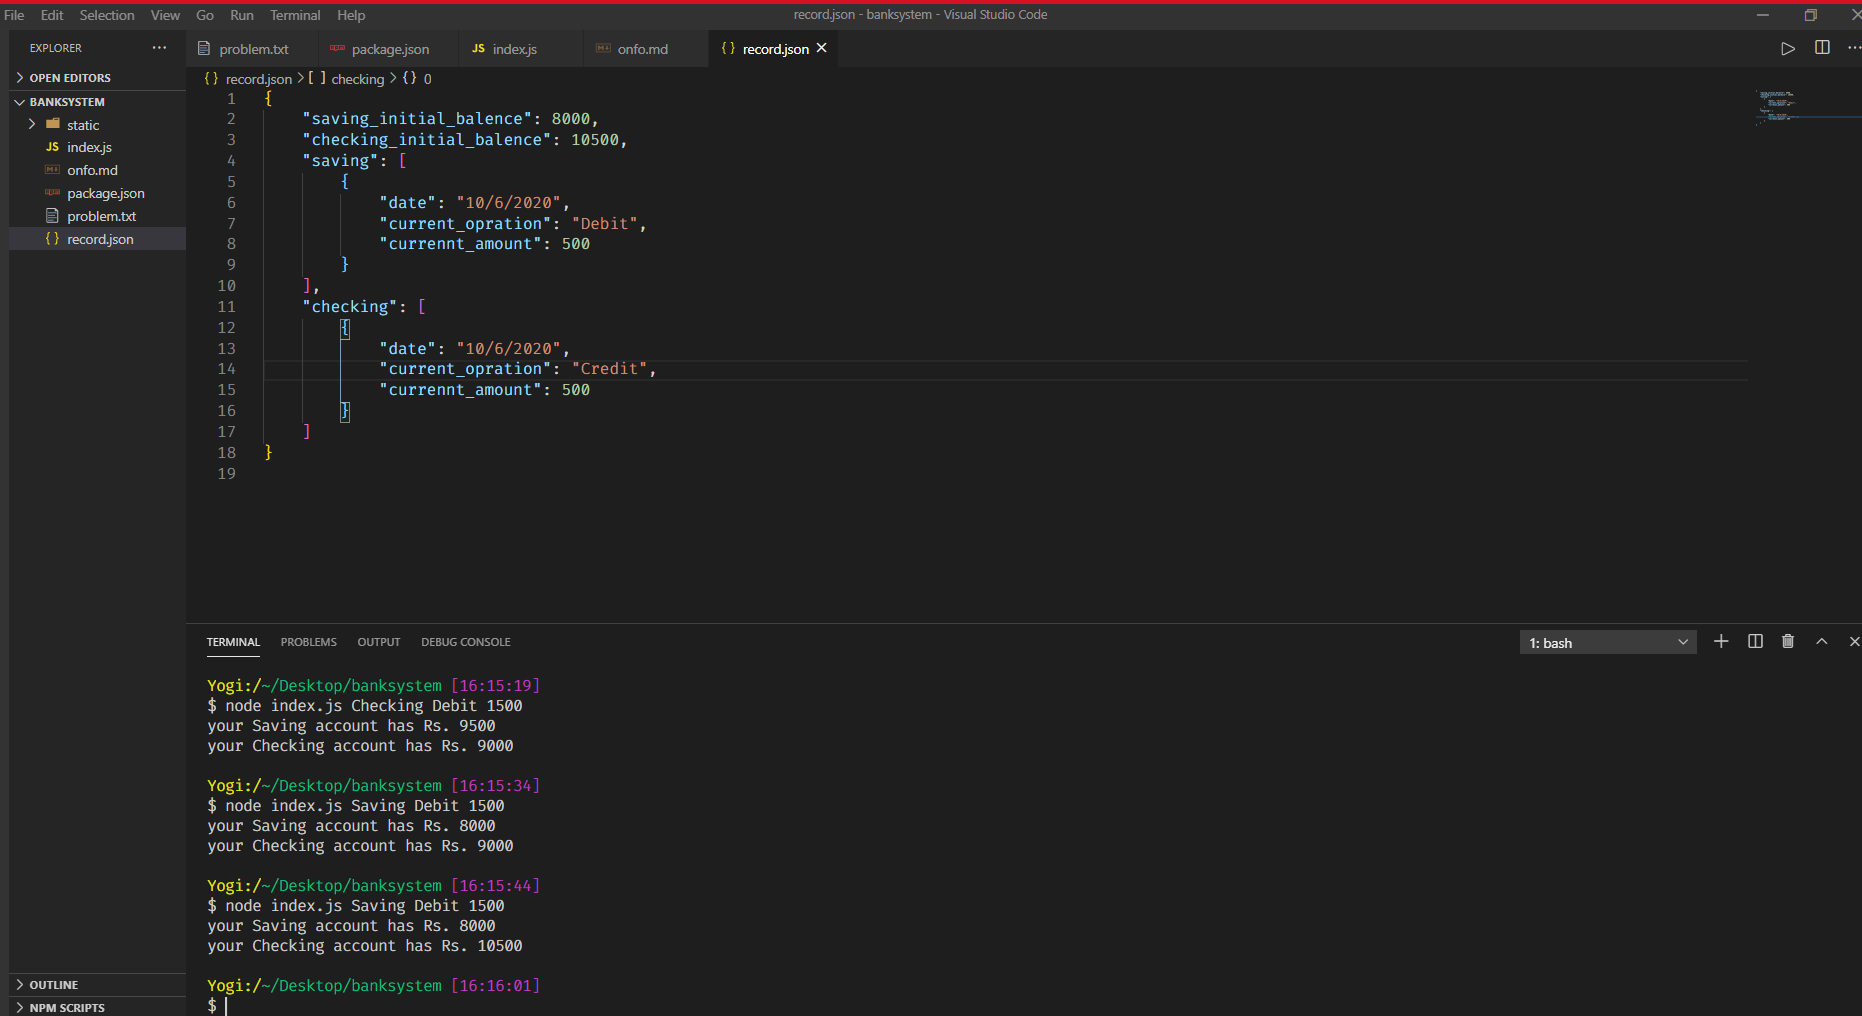 File Edit Selection View Go Run Terminal Help
record.json - banksystem - Visual Studio Code
EXPLORER
OPEN EDITORS
BANKSYSTEM
static
JS index.js
onfo.md
package.json
problem.txt
{} record.json
OUTLINE
NPM SCRIPTS
problem.txt package.json JS index.js onfo.md {} record.json
{} record.json > [ ] checking > {} 0
1 {
2 "saving_initial_balence": 8000,
3 "checking_initial_balence": 10500,
4 "saving": [
5 {
6 "date": "10/6/2020",
7 "current_opration": "Debit",
8 "currennt_amount": 500
9 }
10 ],
11 "checking": [
12 {
13 "date": "10/6/2020",
14 "current_opration": "Credit",
15 "currennt_amount": 500
16 }
17 ]
18 }
19
TERMINAL PROBLEMS OUTPUT DEBUG CONSOLE
1: bash
Yogi:/~/Desktop/banksystem [16:15:19]
$ node index.js Checking Debit 1500
your Saving account has Rs. 9500
your Checking account has Rs. 9000
Yogi:/~/Desktop/banksystem [16:15:34]
$ node index.js Saving Debit 1500
your Saving account has Rs. 8000
your Checking account has Rs. 9000
Yogi:/~/Desktop/banksystem [16:15:44]
$ node index.js Saving Debit 1500
your Saving account has Rs. 8000
your Checking account has Rs. 10500
Yogi:/~/Desktop/banksystem [16:16:01]
$